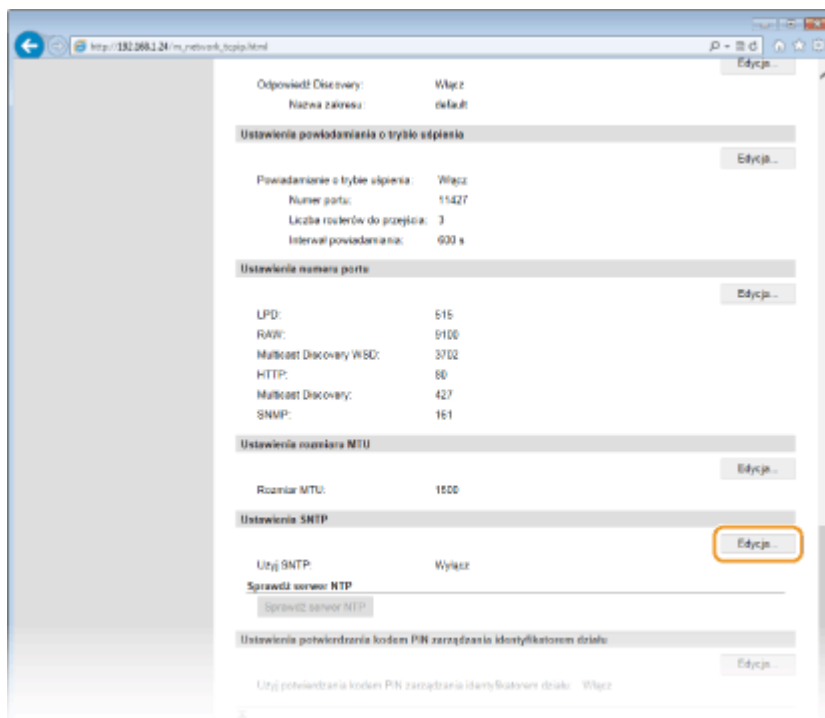 http://192.168.1.24/m_network_tcpip.html
Edycja...
Odpowiedź Discovery: Włącz
Nazwa zakresu: default
Ustawienia powiadamiania o trybie uśpienia
Edycja...
Powiadamianie o trybie uśpienia: Włącz
Numer portu: 11427
Liczba routerów do przejścia: 3
Interwał powiadamiania: 600 s
Ustawienia numeru portu
Edycja...
LPD: 515
RAW: 9100
Multicast Discovery WSD: 3702
HTTP: 80
Multicast Discovery: 427
SNMP: 161
Ustawienia rozmiaru MTU
Edycja...
Rozmiar MTU: 1500
Ustawienia SNTP
Edycja...
Użyj SNTP: Wyłącz
Sprawdź serwer NTP
Sprawdź serwer NTP
Ustawienia potwierdzania kodem PIN zarządzania identyfikatorem działu
Edycja...
Użyj potwierdzania kodem PIN zarządzania identyfikatorem działu: Włącz